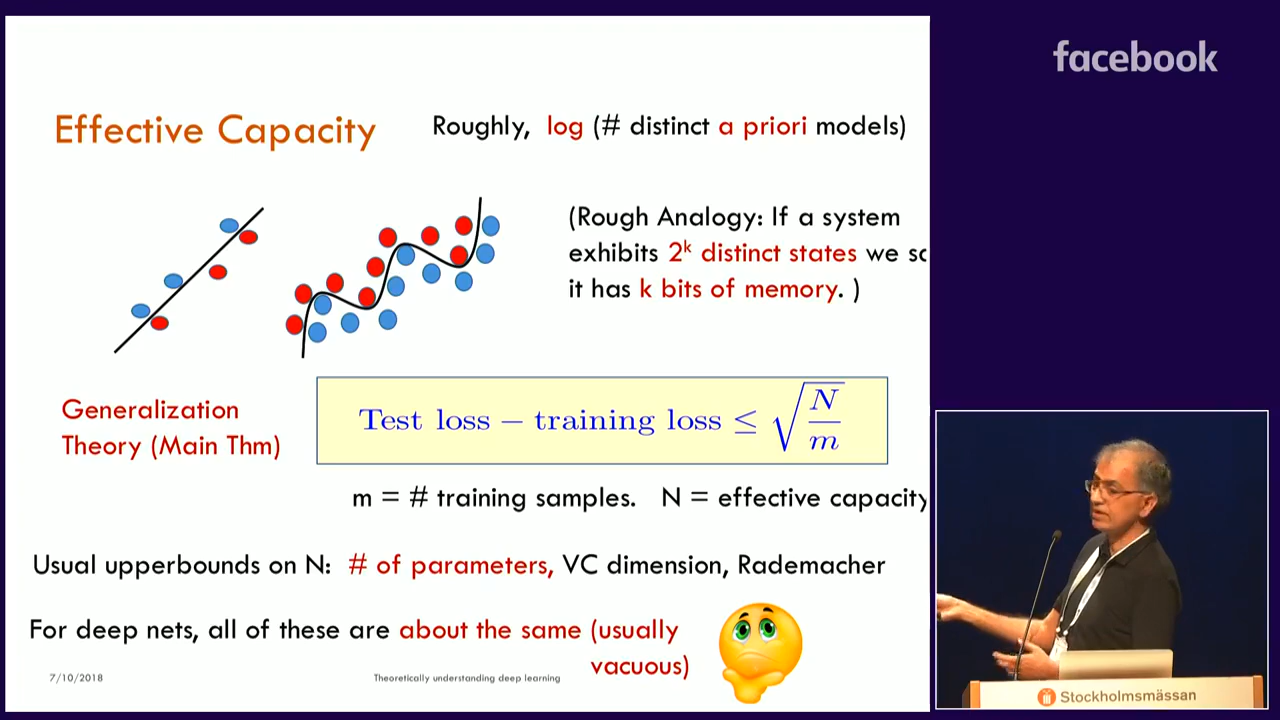 facebook
Effective Capacity
Roughly, log (# distinct a priori models)
(Rough Analogy: If a system
exhibits 2^k distinct states we
it has k bits of memory. )
Generalization
Theory (Main Thm)
Test loss − training loss ≤ √(N/m)
m = # training samples. N = effective capacity
Usual upperbounds on N: # of parameters, VC dimension, Rademacher
For deep nets, all of these are about the same (usually
vacuous)
7/10/2018
Theoretically understanding deep learning
Stockholmsmässan